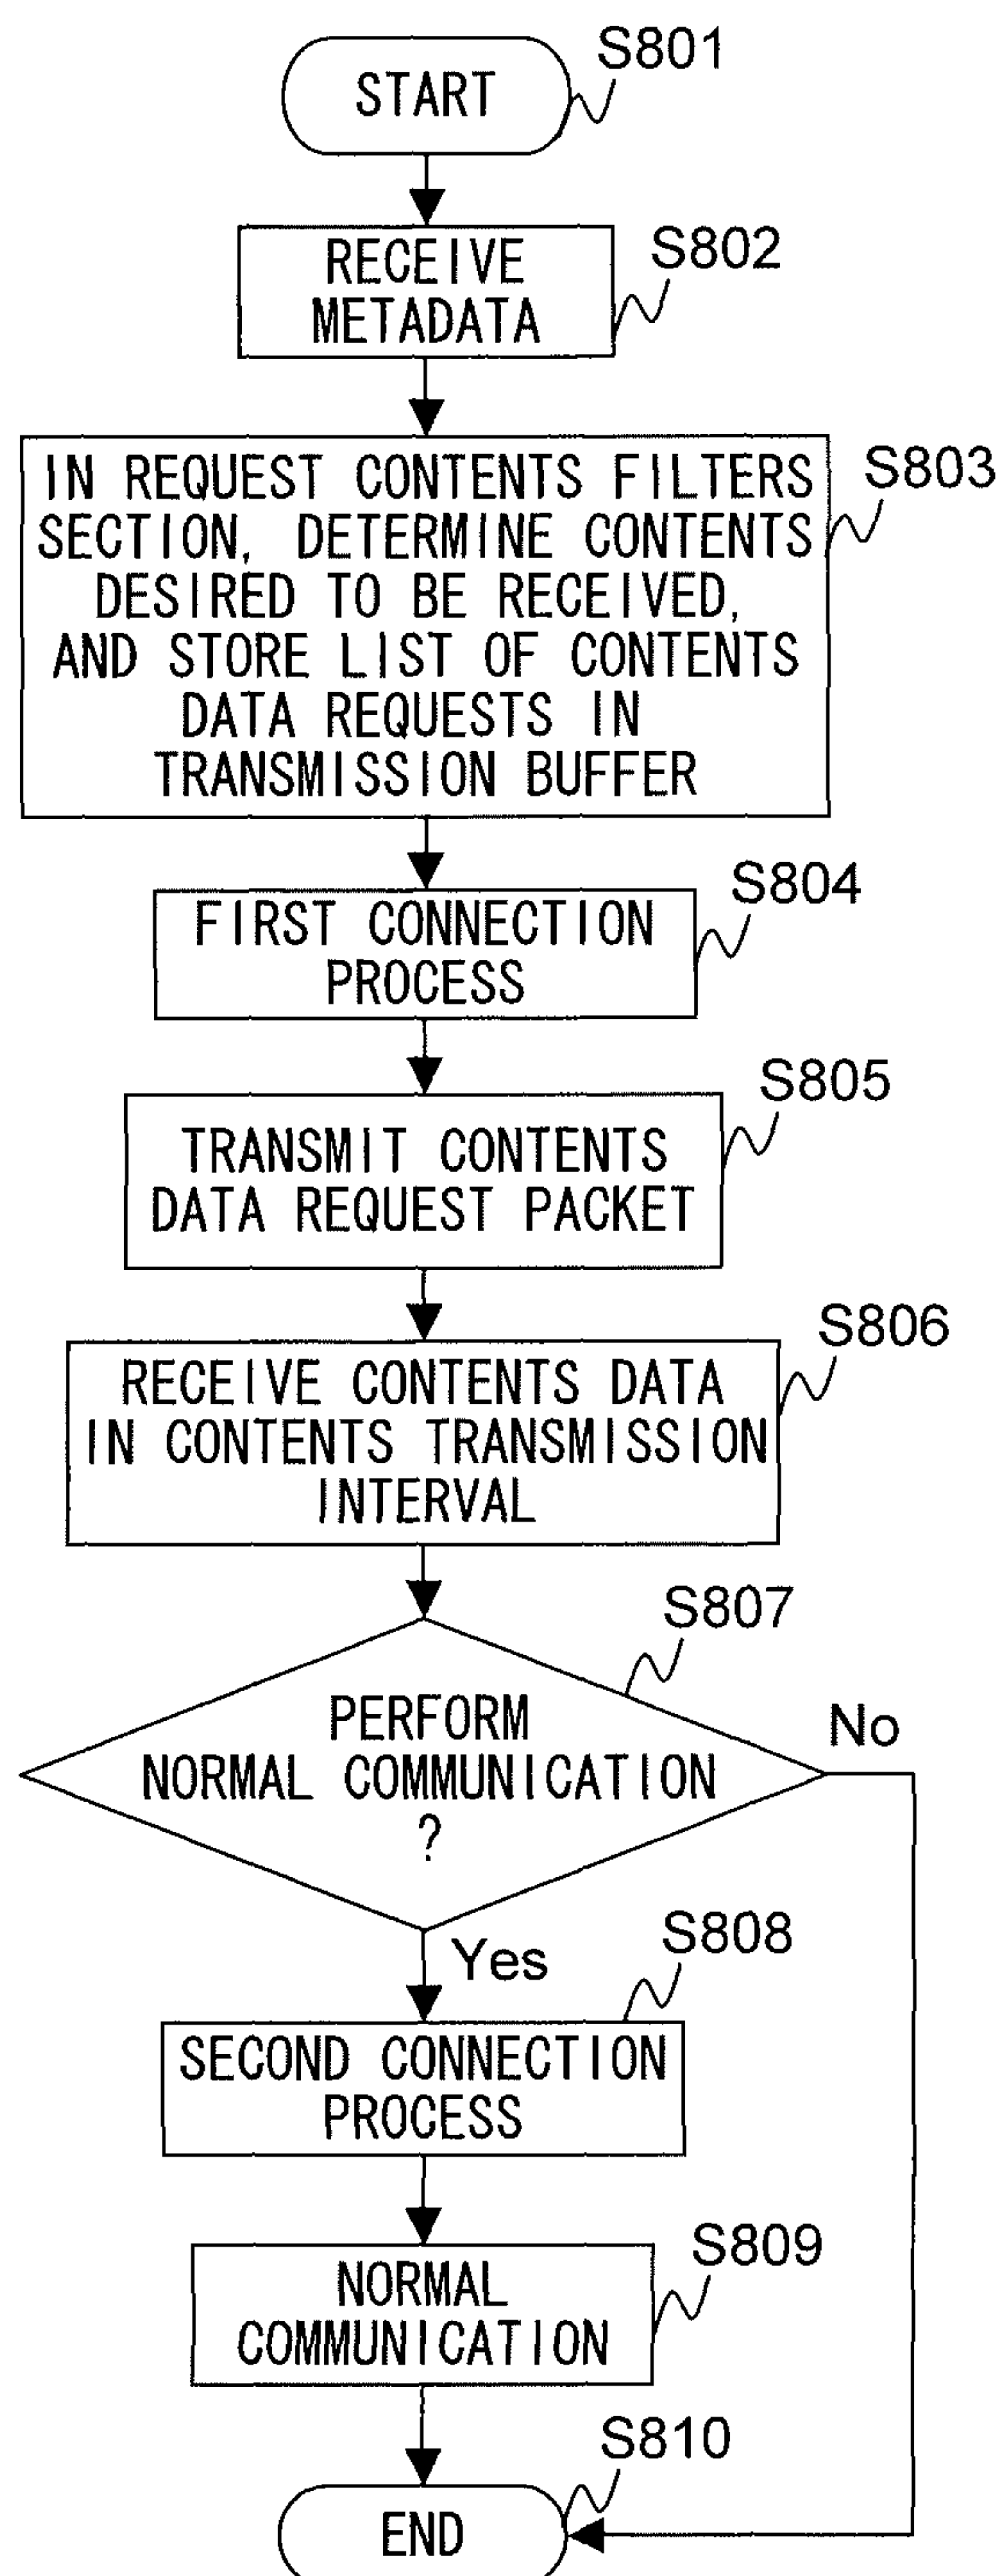 S801
START
S802
RECEIVE
METADATA
S803
IN REQUEST CONTENTS FILTERS
SECTION, DETERMINE CONTENTS
DESIRED TO BE RECEIVED,
AND STORE LIST OF CONTENTS
DATA REQUESTS IN
TRANSMISSION BUFFER
S804
FIRST CONNECTION
PROCESS
S805
TRANSMIT CONTENTS
DATA REQUEST PACKET
S806
RECEIVE CONTENTS DATA
IN CONTENTS TRANSMISSION
INTERVAL
S807
PERFORM
NORMAL COMMUNICATION
?
No
Yes
S808
SECOND CONNECTION
PROCESS
S809
NORMAL
COMMUNICATION
S810
END